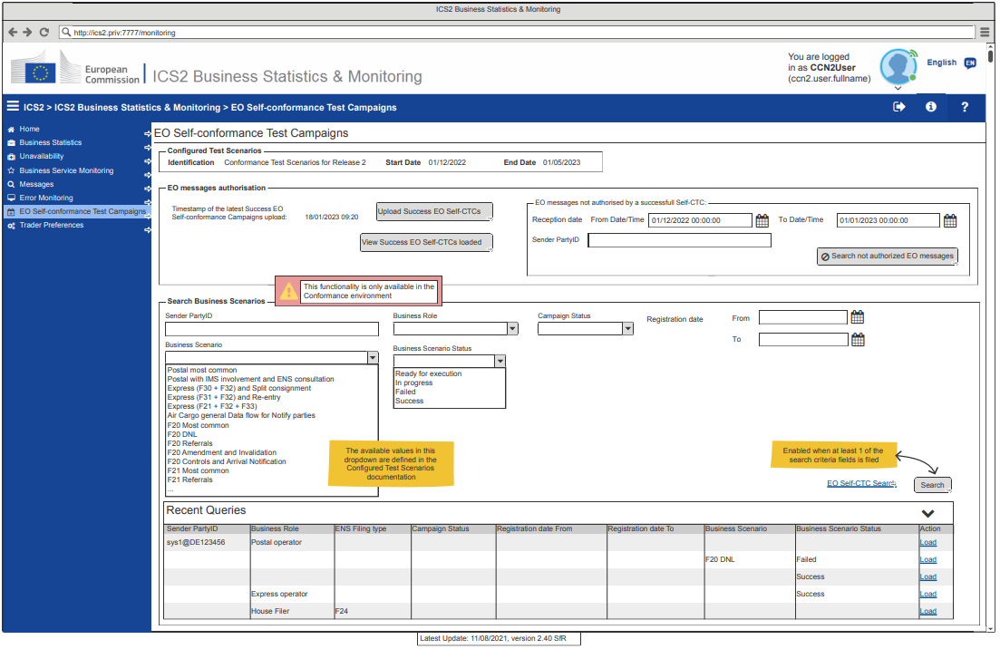 ICS2 Business Statistics & Monitoring
http://ics2.priv:7777/monitoring
European
Commission
ICS2 Business Statistics & Monitoring
You are logged
in as CCN2User
(ccn2.user.fullname)
English EN
ICS2 > ICS2 Business Statistics & Monitoring > EO Self-conformance Test Campaigns
Home
Business Statistics
Unavailability
Business Service Monitoring
Messages
Error Monitoring
EO Self-conformance Test Campaigns
Trader Preferences
EO Self-conformance Test Campaigns
Configured Test Scenarios
Identification Conformance Test Scenarios for Release 2 Start Date 01/12/2022 End Date 01/05/2023
EO messages authorisation
Timestamp of the latest Success EO
Self-conformance Campaigns upload: 18/01/2023 09:20
Upload Success EO Self-CTCs
View Success EO Self-CTCs loaded
EO messages not authorised by a successfull Self-CTC:
Reception date From Date/Time 01/12/2022 00:00:00 To Date/Time 01/01/2023 00:00:00
Sender PartyID
Search not authorized EO messages
This functionality is only available in the
Conformance environment
Search Business Scenarios
Sender PartyID Business Role Campaign Status Registration date From
To
Business Scenario Business Scenario Status
Postal most common
Postal with IMS involvement and ENS consultation
Express (F30 + F32) and Split consignment
Express (F31 + F32) and Re-entry
Express (F21 + F32 + F33)
Air Cargo general Data flow for Notify parties
F20 Most common
F20 DNL
F20 Referrals
F20 Amendment and Invalidation
F20 Controls and Arrival Notification
F21 Most common
F21 Referrals
...
Ready for execution
In progress
Failed
Success
The available values in this
dropdown are defined in the
Configured Test Scenarios
documentation
Enabled when at least 1 of the
search criteria fields is filed
EO Self-CTC Search
Search
Recent Queries
Sender PartyID Business Role ENS Filing type Campaign Status Registration date From Registration date To Business Scenario Business Scenario Status Action
sys1@DE123456 Postal operator Load
F20 DNL Failed Load
Success Load
Express operator Success Load
House Filer F24 Load
Latest Update: 11/08/2021, version 2.40 SfR